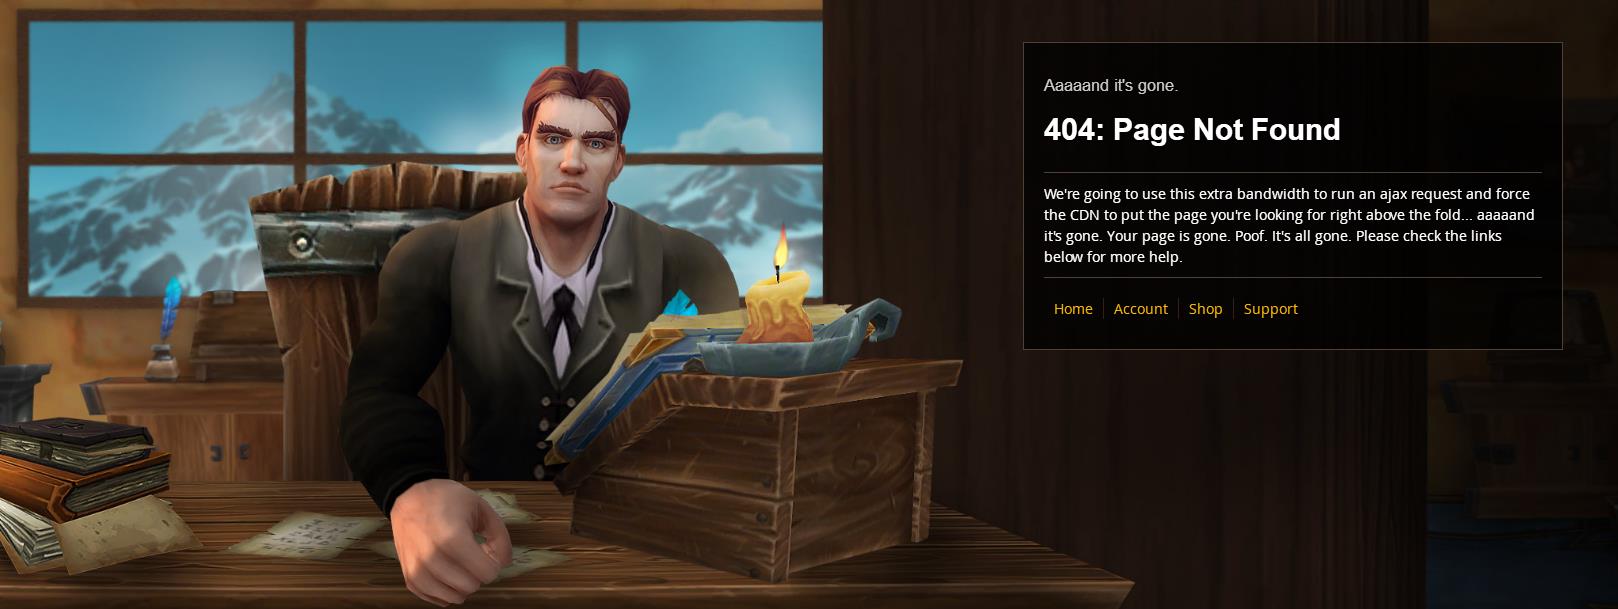 Aaaaand it's gone.
404: Page Not Found
We're going to use this extra bandwidth to run an ajax request and force
the CDN to put the page you're looking for right above the fold... aaaaand
it's gone. Your page is gone. Poof. It's all gone. Please check the links
below for more help.
Home Account Shop Support